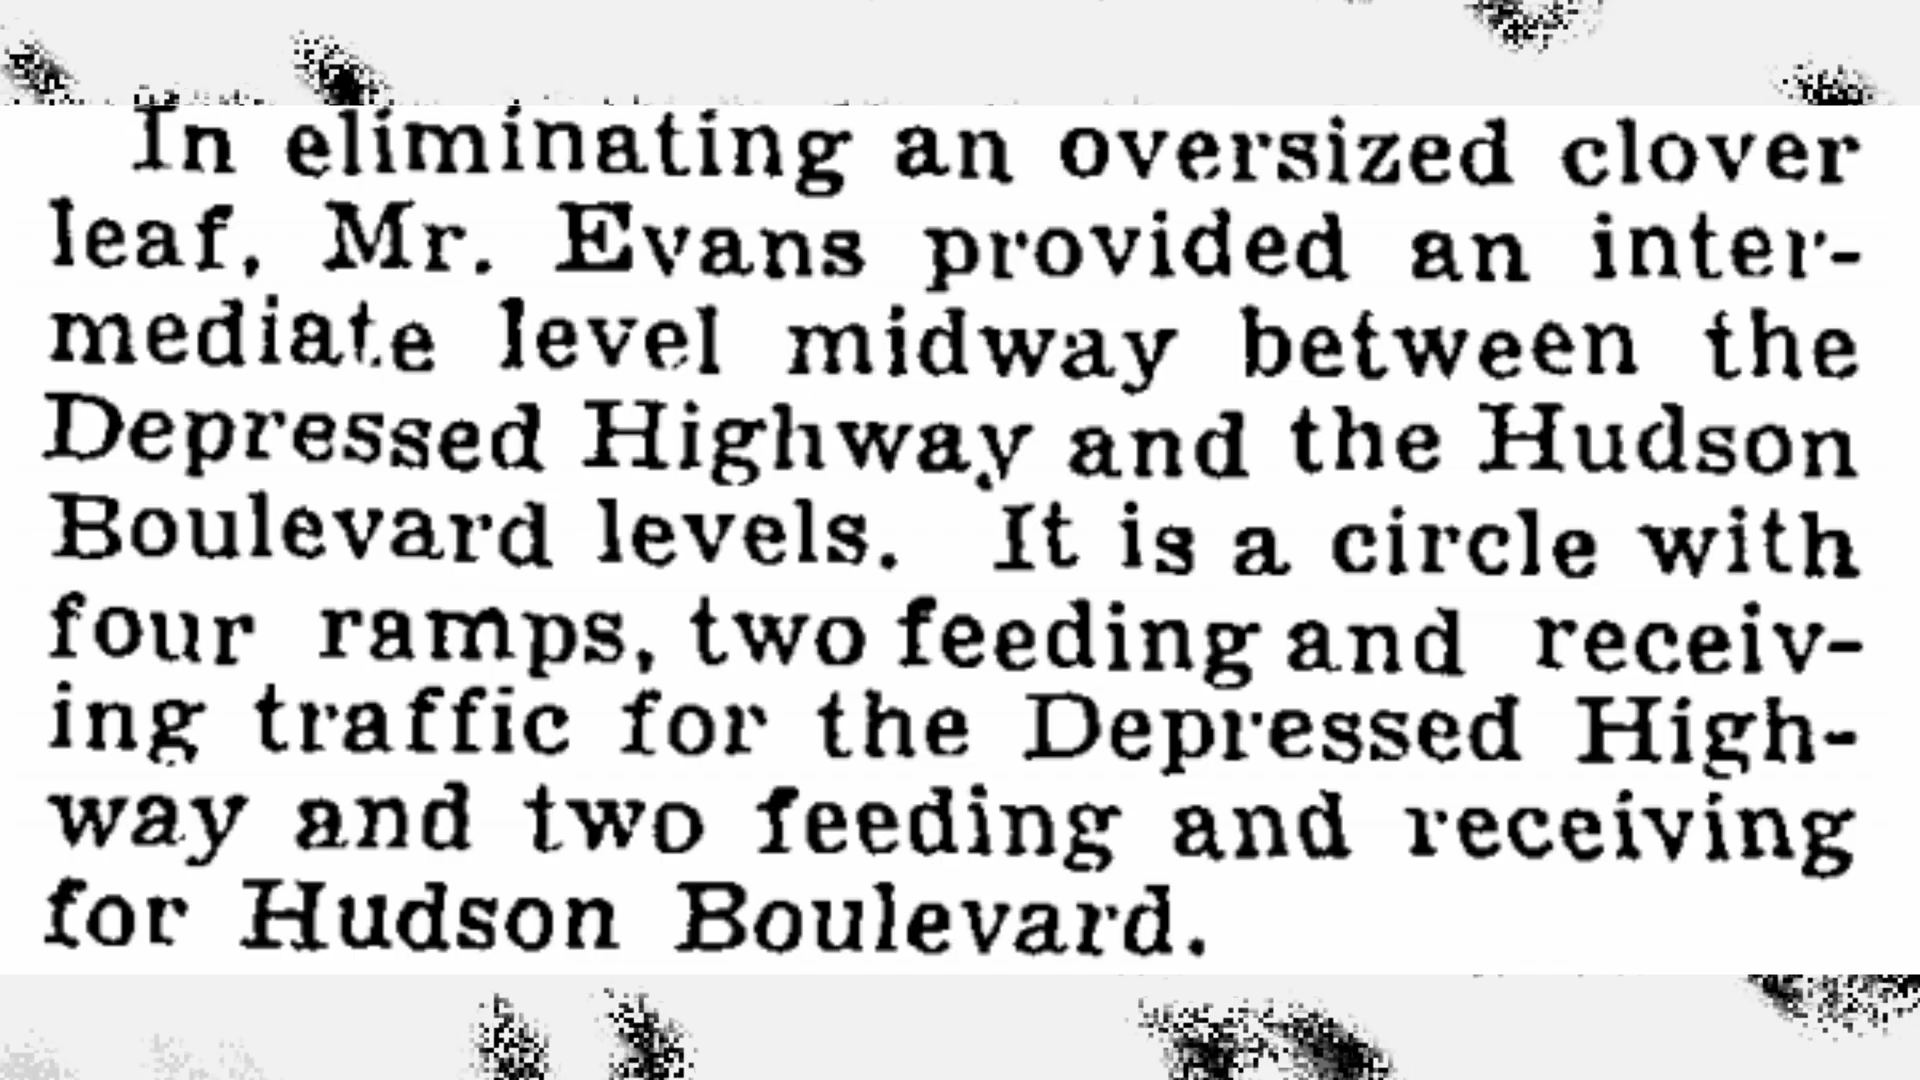 In eliminating an oversized clover
leaf, Mr. Evans provided an inter-
mediate level midway between the
Depressed Highway and the Hudson
Boulevard levels. It is a circle with
four ramps, two feeding and receiv-
ing traffic for the Depressed High-
way and two feeding and receiving
for Hudson Boulevard.